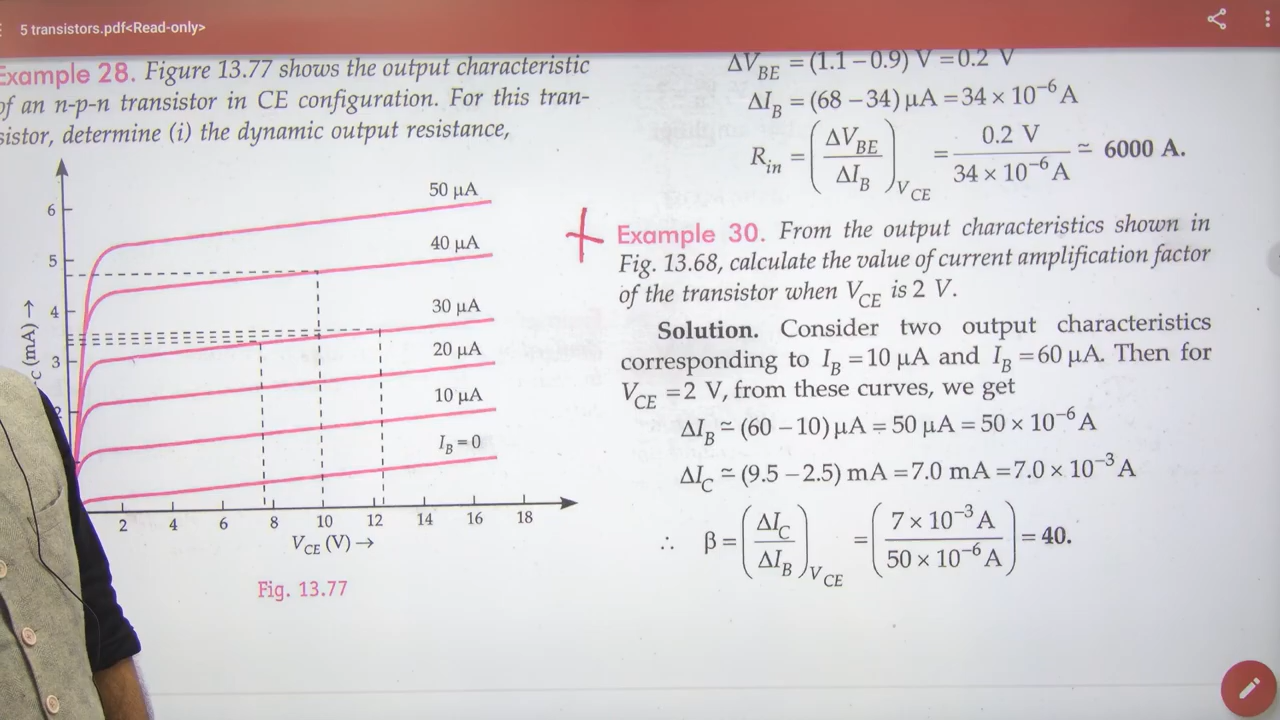 5 transistors.pdf<Read-only>
Example 28. Figure 13.77 shows the output characteristic
of an n-p-n transistor in CE configuration. For this tran-
sistor, determine (i) the dynamic output resistance,
50 μA
6
40 μA
5
30 μA
4
20 μA
3
10 μA
2
I_B = 0
C (mA) →
2 4 6 8 10 12 14 16 18
V_CE (V) →
Fig. 13.77
ΔV_BE = (1.1 – 0.9) V = 0.2 V
ΔI_B = (68 – 34) μA = 34 × 10⁻⁶ A
R_in = (ΔV_BE / ΔI_B)_V_CE = 0.2 V / 34 × 10⁻⁶ A ≃ 6000 A.
Example 30. From the output characteristics shown in
Fig. 13.68, calculate the value of current amplification factor
of the transistor when V_CE is 2 V.
Solution. Consider two output characteristics
corresponding to I_B = 10 μA and I_B = 60 μA. Then for
V_CE = 2 V, from these curves, we get
ΔI_B ≃ (60 – 10) μA = 50 μA = 50 × 10⁻⁶ A
ΔI_C ≃ (9.5 – 2.5) mA = 7.0 mA = 7.0 × 10⁻³ A
∴ β = (ΔI_C / ΔI_B)_V_CE = (7 × 10⁻³ A / 50 × 10⁻⁶ A) = 40.